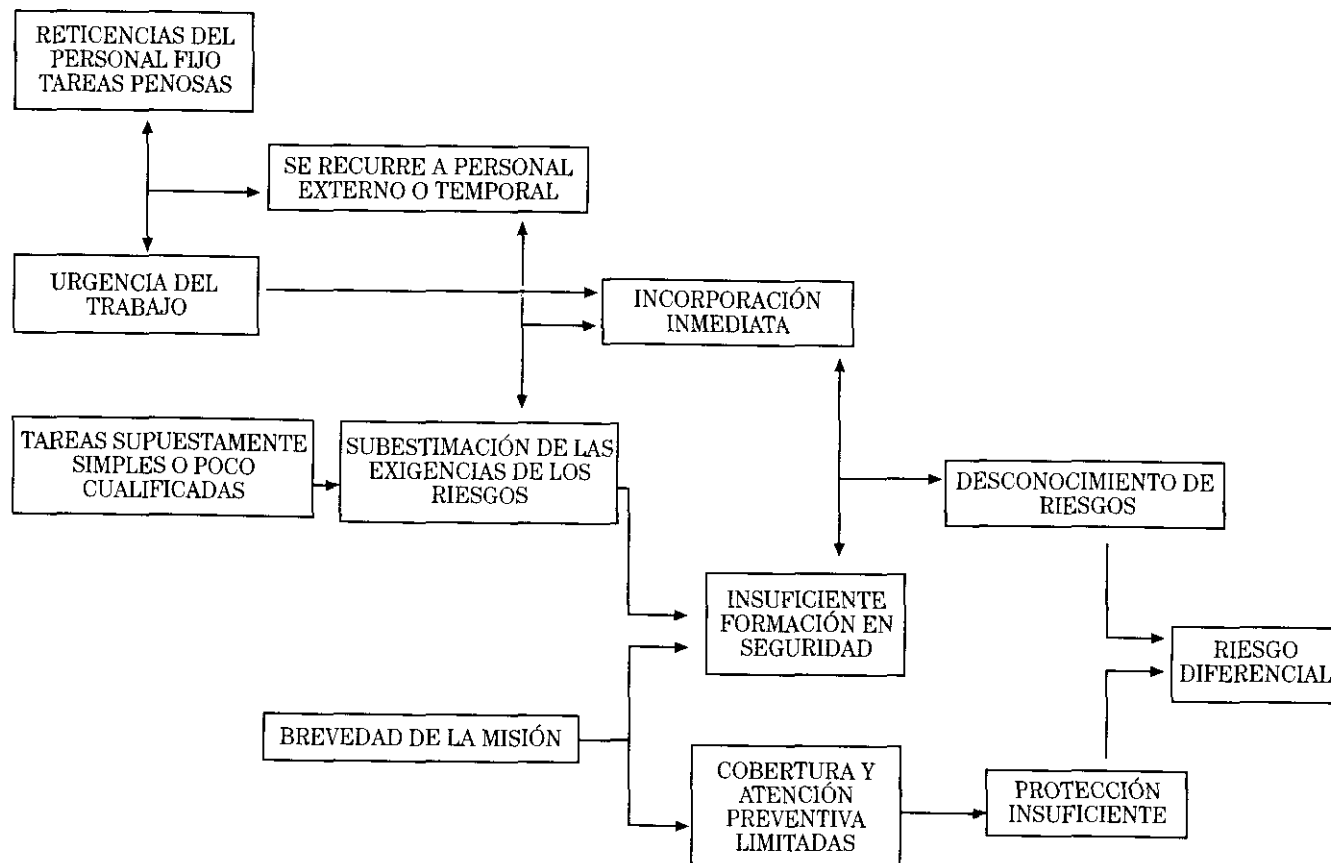 RETICENCIAS DEL
PERSONAL FIJO
TAREAS PENOSAS
SE RECURRE A PERSONAL
EXTERNO O TEMPORAL
URGENCIA DEL
TRABAJO
INCORPORACIÓN
INMEDIATA
TAREAS SUPUESTAMENTE
SIMPLES O POCO
CUALIFICADAS
SUBESTIMACIÓN DE LAS
EXIGENCIAS DE LOS
RIESGOS
DESCONOCIMIENTO DE
RIESGOS
INSUFICIENTE
FORMACIÓN EN
SEGURIDAD
RIESGO
DIFERENCIAL
BREVEDAD DE LA MISIÓN
COBERTURA Y
ATENCIÓN
PREVENTIVA
LIMITADAS
PROTECCIÓN
INSUFICIENTE